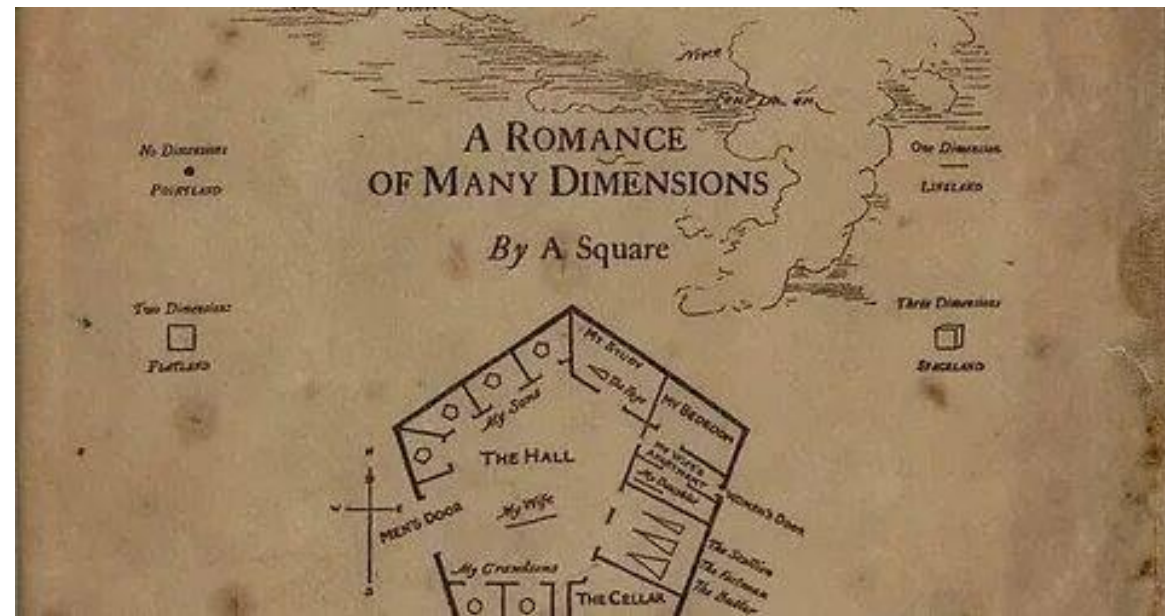 A ROMANCE
OF MANY DIMENSIONS
By A Square
No Dimensions
POINTLAND
One Dimension
LINELAND
Two Dimensions
FLATLAND
Three Dimensions
SPACELAND
MY STUDY
The Page
My Sons
MY BEDROOM
THE HALL
MY WIFE'S
APARTMENT
My Daughter
N
W E
S
MEN'S DOOR
My Wife
WOMEN'S DOOR
The Scullion
The Footman
The Butler
My Grandsons
THE CELLAR